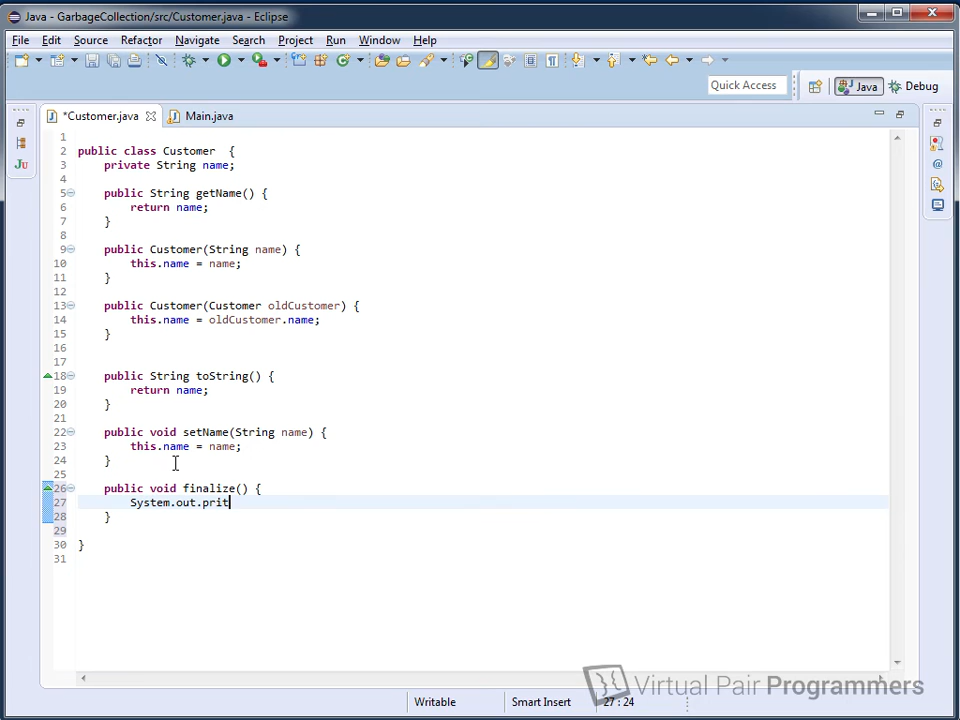 Java - GarbageCollection/src/Customer.java - Eclipse
File Edit Source Refactor Navigate Search Project Run Window Help
Quick Access Java Debug
*Customer.java Main.java
Ju
1
2 public class Customer {
3 private String name;
4
5 public String getName() {
6 return name;
7 }
8
9 public Customer(String name) {
10 this.name = name;
11 }
12
13 public Customer(Customer oldCustomer) {
14 this.name = oldCustomer.name;
15 }
16
17
18 public String toString() {
19 return name;
20 }
21
22 public void setName(String name) {
23 this.name = name;
24 }
25
26 public void finalize() {
27 System.out.prit
28 }
29
30 }
31
Virtual Pair Programmers
Writable Smart Insert 27 : 24